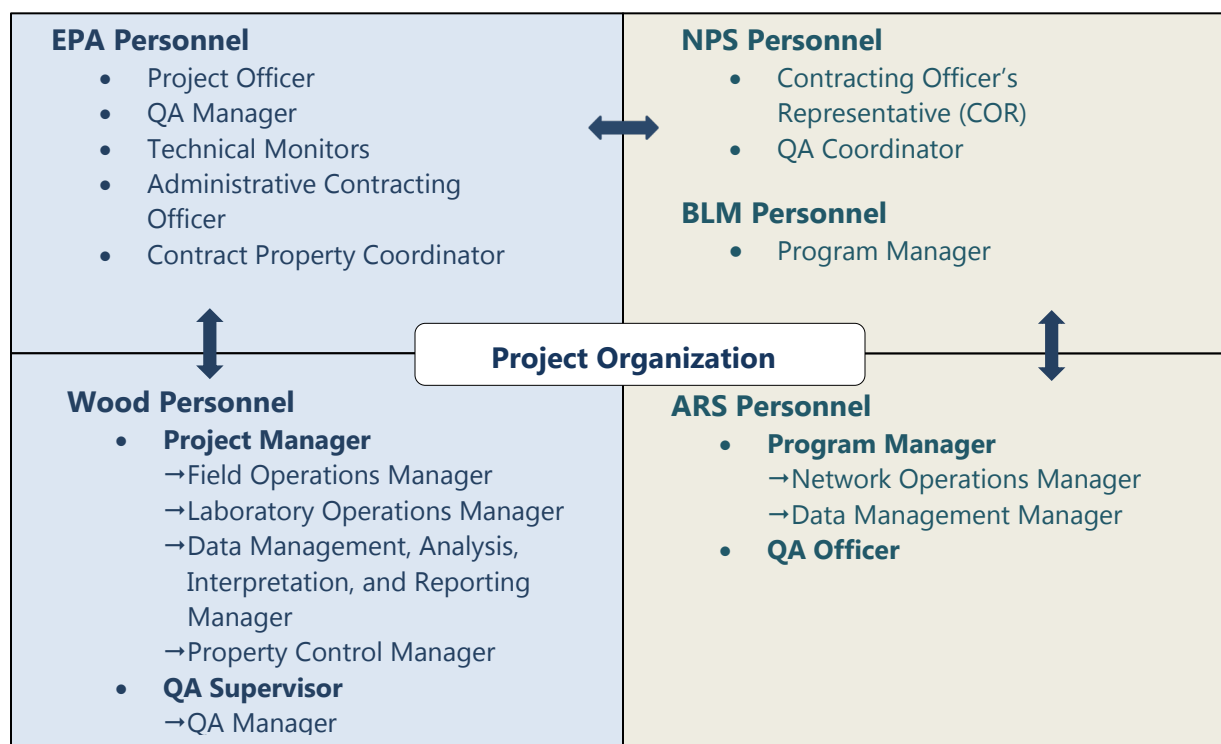 EPA Personnel
• Project Officer
• QA Manager
• Technical Monitors
• Administrative Contracting
Officer
• Contract Property Coordinator
NPS Personnel
• Contracting Officer’s
Representative (COR)
• QA Coordinator
BLM Personnel
• Program Manager
Project Organization
Wood Personnel
• Project Manager
→Field Operations Manager
→Laboratory Operations Manager
→Data Management, Analysis,
Interpretation, and Reporting
Manager
→Property Control Manager
• QA Supervisor
→QA Manager
ARS Personnel
• Program Manager
→Network Operations Manager
→Data Management Manager
• QA Officer